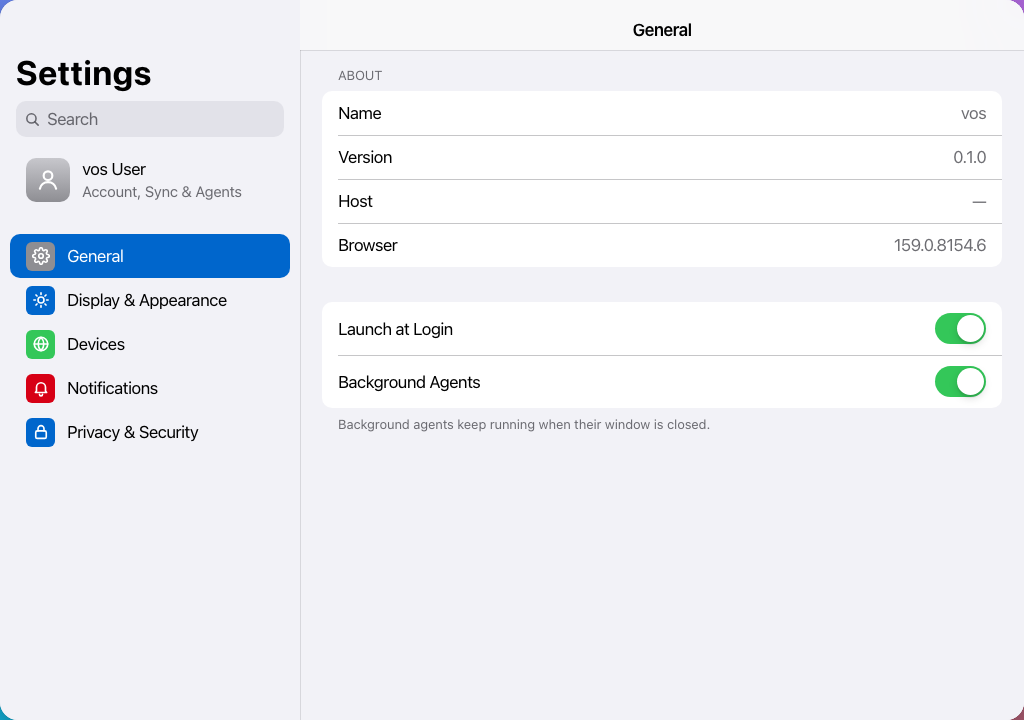 Settings
Search
vos User
Account, Sync & Agents
General
Display & Appearance
Devices
Notifications
Privacy & Security
General
ABOUT
Name vos
Version 0.1.0
Host —
Browser 159.0.8154.6
Launch at Login
Background Agents
Background agents keep running when their window is closed.